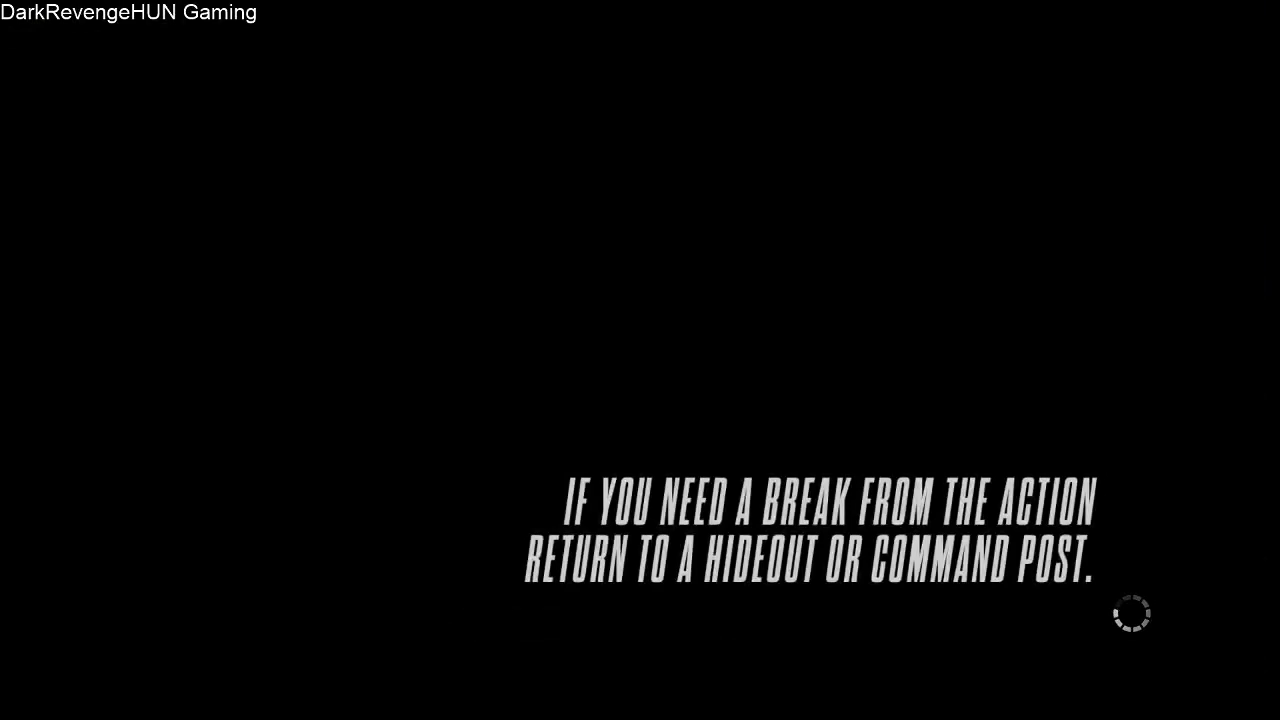 DarkRevengeHUN Gaming
IF YOU NEED A BREAK FROM THE ACTION
RETURN TO A HIDEOUT OR COMMAND POST.